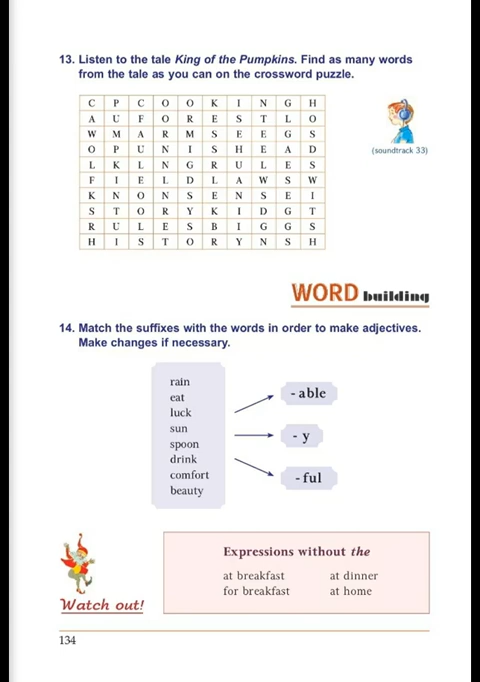 13. Listen to the tale King of the Pumpkins. Find as many words
from the tale as you can on the crossword puzzle.
C P C O O K I N G H
A U F O R E S T L O
W M A R M S E E G S
O P U N I S H E A D
L K L N G R U L E S
F I E L D L A W S W
K N O N S E N S E I
S T O R Y K I D G T
R U L E S B I G G S
H I S T O R Y N S H
(soundtrack 33)
WORD building
14. Match the suffixes with the words in order to make adjectives.
Make changes if necessary.
rain
eat
luck
sun
spoon
drink
comfort
beauty
- able
- y
- ful
Watch out!
Expressions without the
at breakfast at dinner
for breakfast at home
134